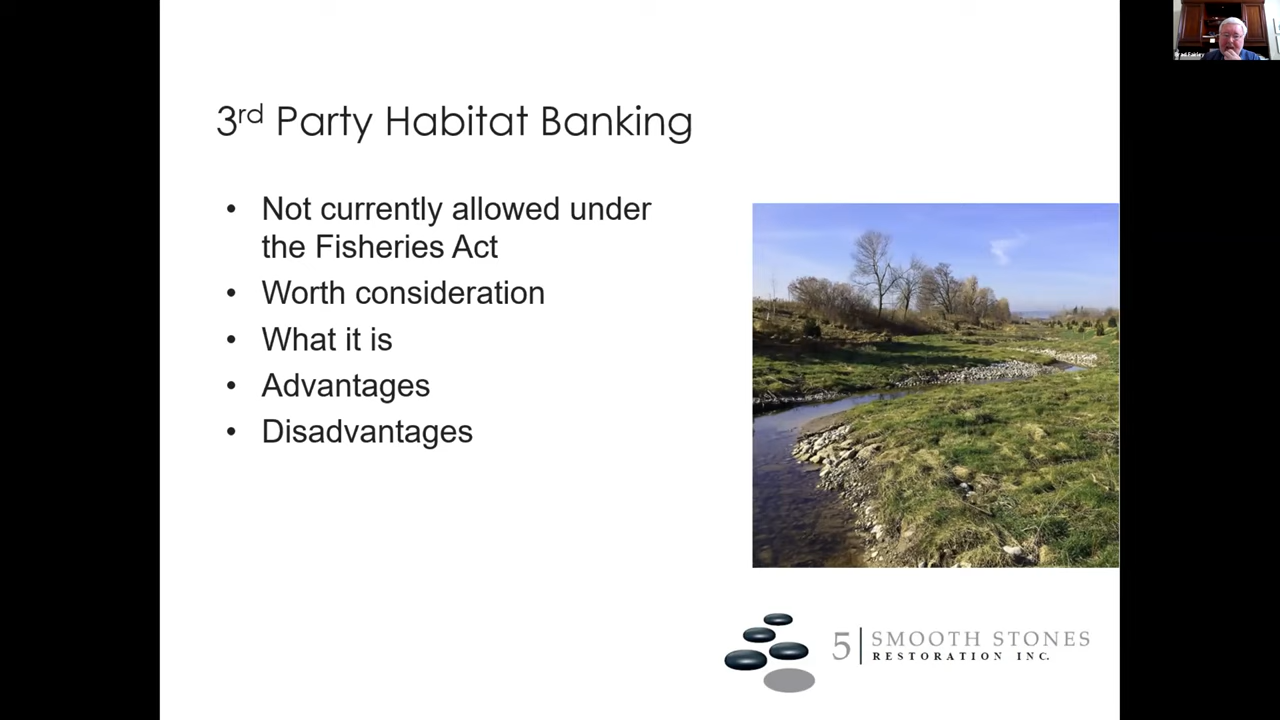 3rd Party Habitat Banking
• Not currently allowed under
the Fisheries Act
• Worth consideration
• What it is
• Advantages
• Disadvantages
5 | SMOOTH STONES
RESTORATION INC.